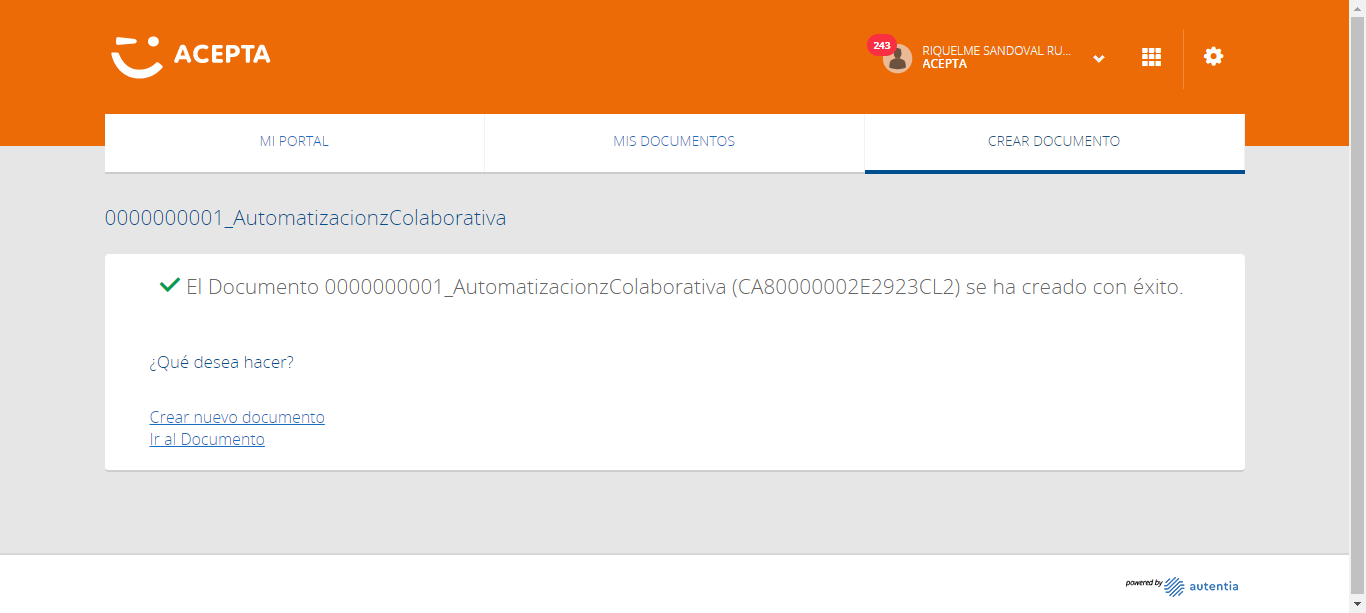 ACEPTA
243
RIQUELME SANDOVAL RU...
ACEPTA
MI PORTAL
MIS DOCUMENTOS
CREAR DOCUMENTO
0000000001_AutomatizacionzColaborativa
El Documento 0000000001_AutomatizacionzColaborativa (CA80000002E2923CL2) se ha creado con éxito.
¿Qué desea hacer?
Crear nuevo documento
Ir al Documento
powered by autentia